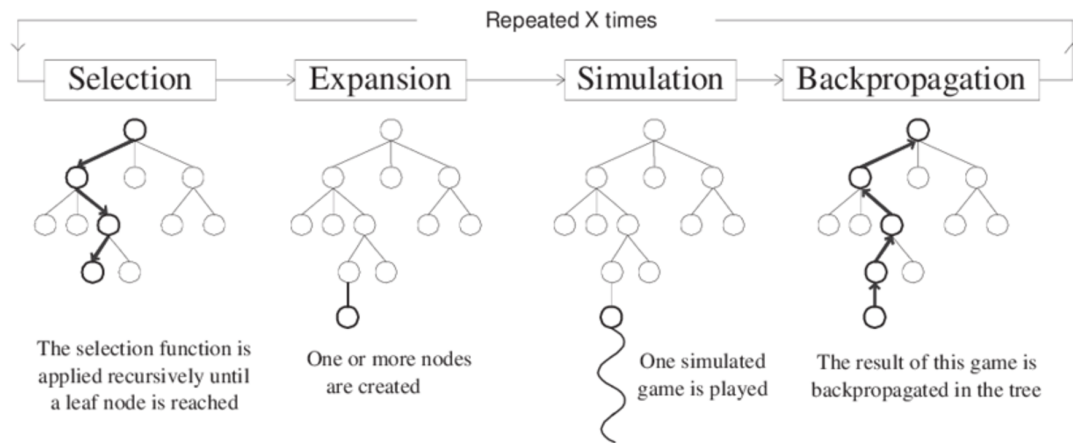 Repeated X times
Selection
Expansion
Simulation
Backpropagation
The selection function is
applied recursively until
a leaf node is reached
One or more nodes
are created
One simulated
game is played
The result of this game is
backpropagated in the tree